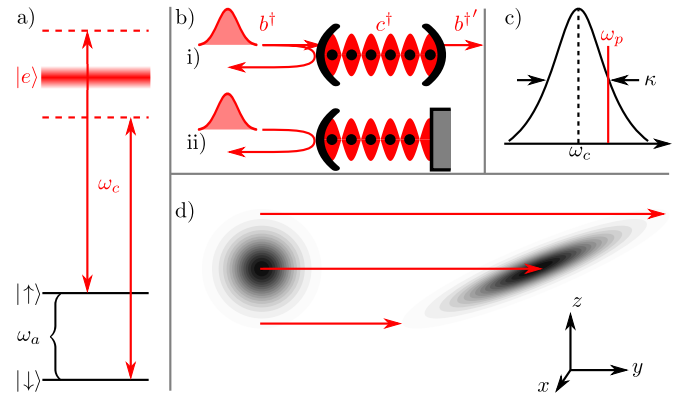 a)
|e⟩
ω_c
|↑⟩
ω_a
|↓⟩
b)
b†
c†
b†′
i)
ii)
c)
ω_p
κ
ω_c
d)
z
y
x